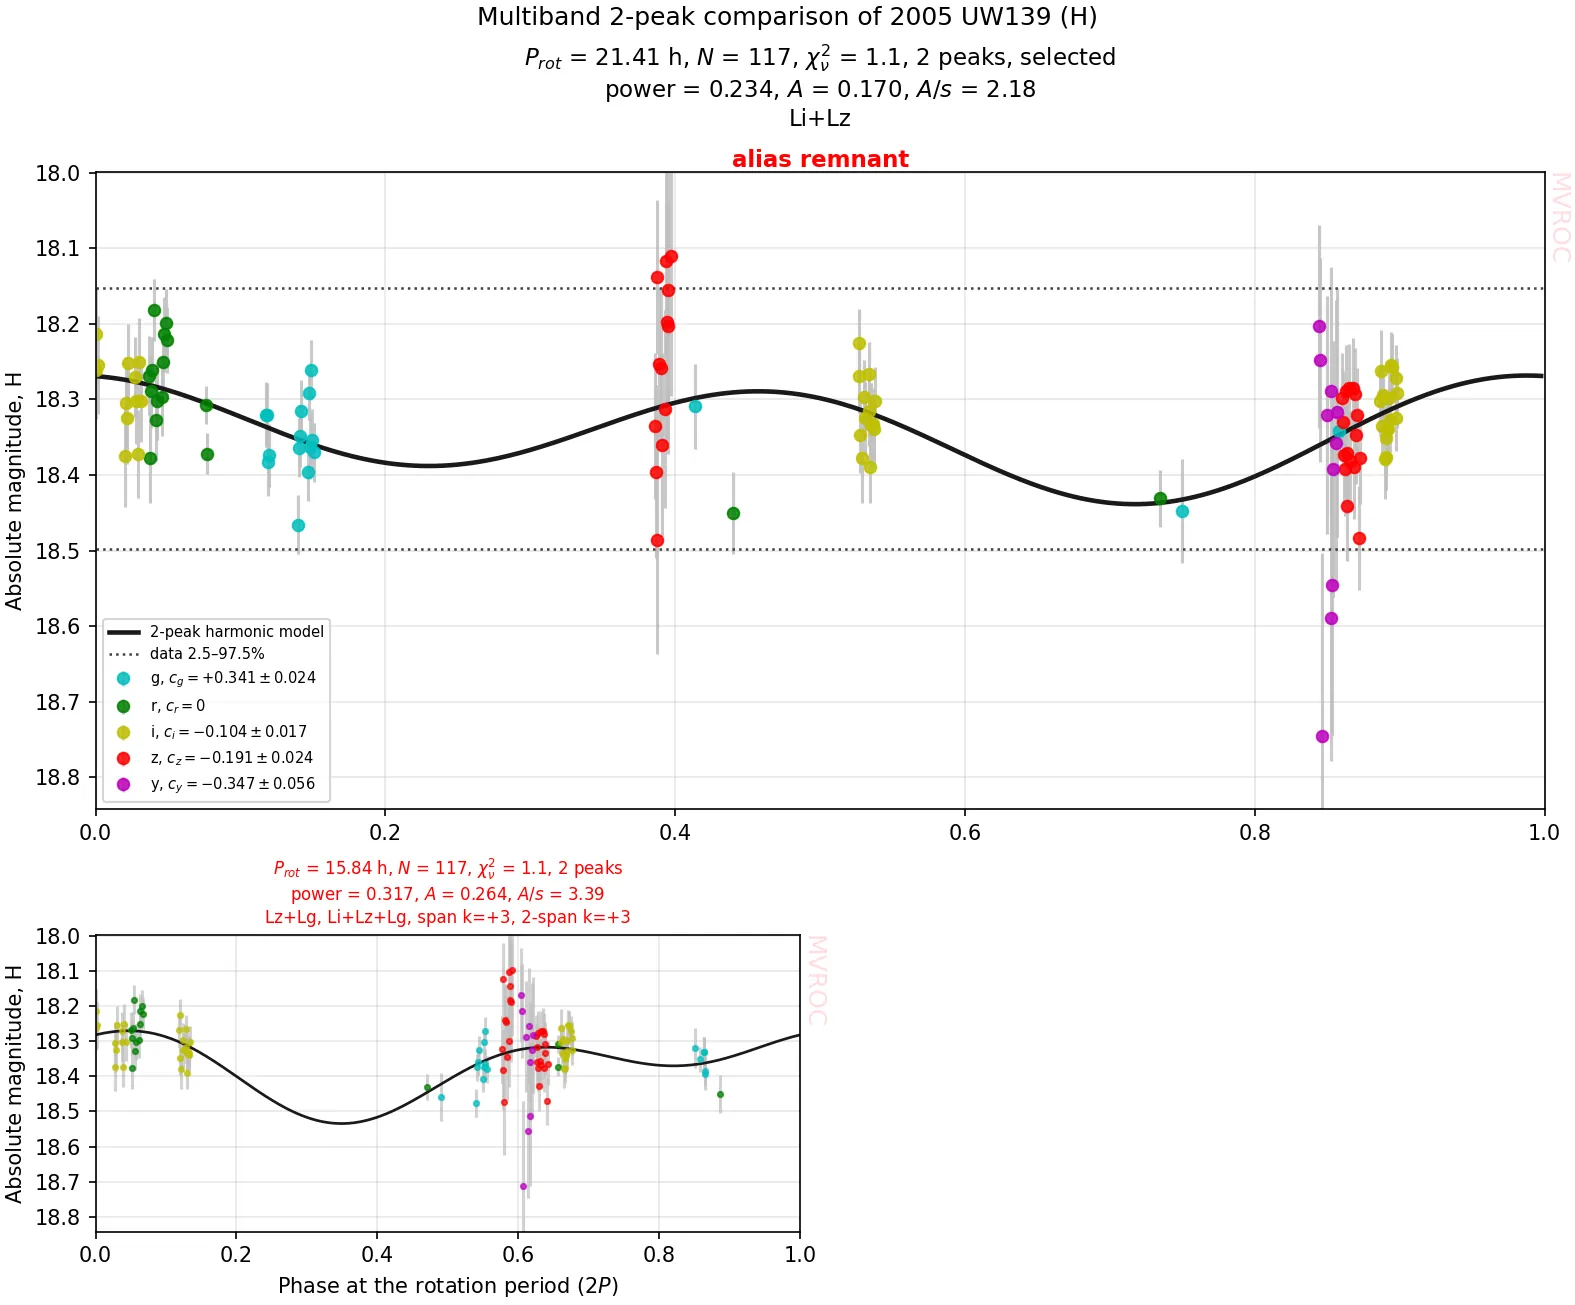 Multiband 2-peak comparison of 2005 UW139 (H)
P_rot = 21.41 h, N = 117, χ²_ν = 1.1, 2 peaks, selected
power = 0.234, A = 0.170, A/s = 2.18
Li+Lz
alias remnant
18.0
18.1
18.2
18.3
18.4
18.5
18.6
18.7
18.8
Absolute magnitude, H
MVROC
2-peak harmonic model
data 2.5–97.5%
g, c_g = +0.341 ± 0.024
r, c_r = 0
i, c_i = −0.104 ± 0.017
z, c_z = −0.191 ± 0.024
y, c_y = −0.347 ± 0.056
0.0 0.2 0.4 0.6 0.8 1.0
P_rot = 15.84 h, N = 117, χ²_ν = 1.1, 2 peaks
power = 0.317, A = 0.264, A/s = 3.39
Lz+Lg, Li+Lz+Lg, span k=+3, 2-span k=+3
18.0
18.1
18.2
18.3
18.4
18.5
18.6
18.7
18.8
Absolute magnitude, H
MVROC
0.0 0.2 0.4 0.6 0.8 1.0
Phase at the rotation period (2P)